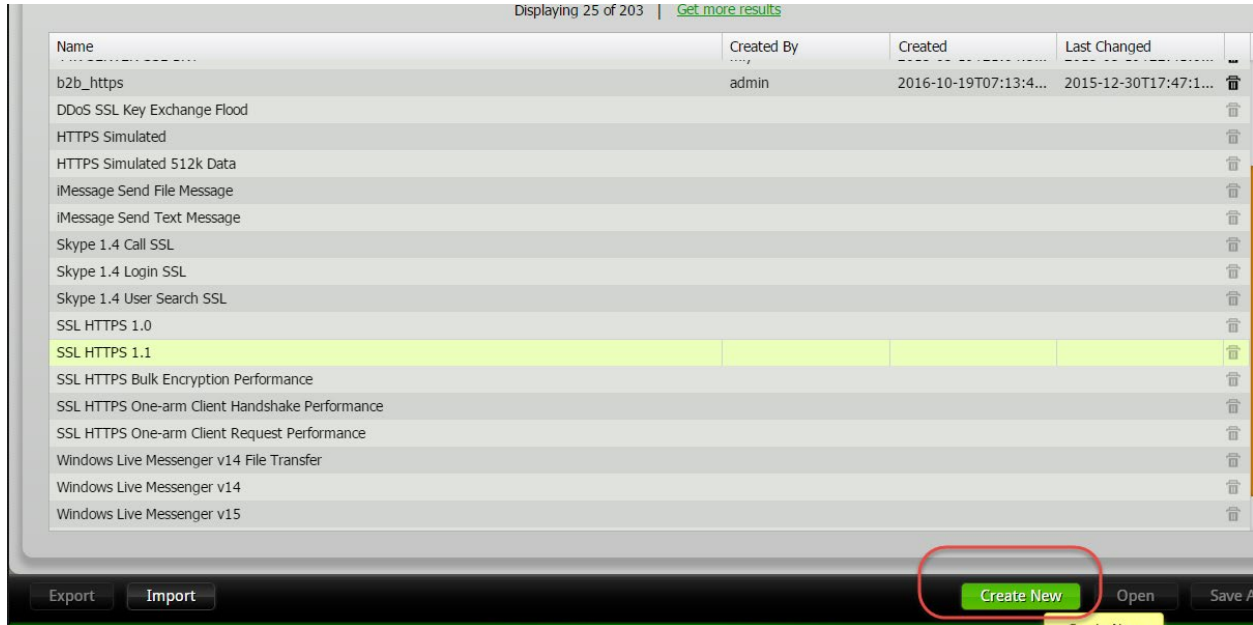 Displaying 25 of 203 | Get more results
Name Created By Created Last Changed
b2b_https admin 2016-10-19T07:13:4... 2015-12-30T17:47:1...
DDoS SSL Key Exchange Flood
HTTPS Simulated
HTTPS Simulated 512k Data
iMessage Send File Message
iMessage Send Text Message
Skype 1.4 Call SSL
Skype 1.4 Login SSL
Skype 1.4 User Search SSL
SSL HTTPS 1.0
SSL HTTPS 1.1
SSL HTTPS Bulk Encryption Performance
SSL HTTPS One-arm Client Handshake Performance
SSL HTTPS One-arm Client Request Performance
Windows Live Messenger v14 File Transfer
Windows Live Messenger v14
Windows Live Messenger v15
Export Import Create New Open Save A